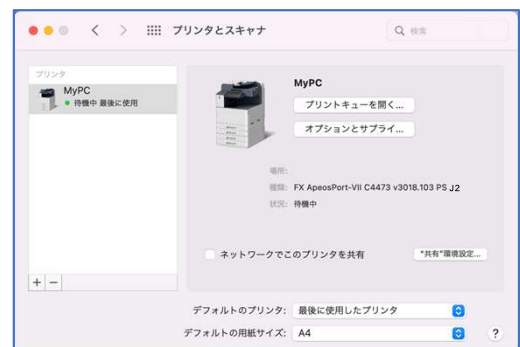 プリンタとスキャナ
検索
プリンタ
MyPC
待機中 最後に使用
MyPC
プリントキューを開く...
オプションとサプライ...
場所:
種類: FX ApeosPort-VII C4473 v3018.103 PS J2
状況: 待機中
ネットワークでこのプリンタを共有
"共有"環境設定...
+ −
デフォルトのプリンタ: 最後に使用したプリンタ
デフォルトの用紙サイズ: A4
?